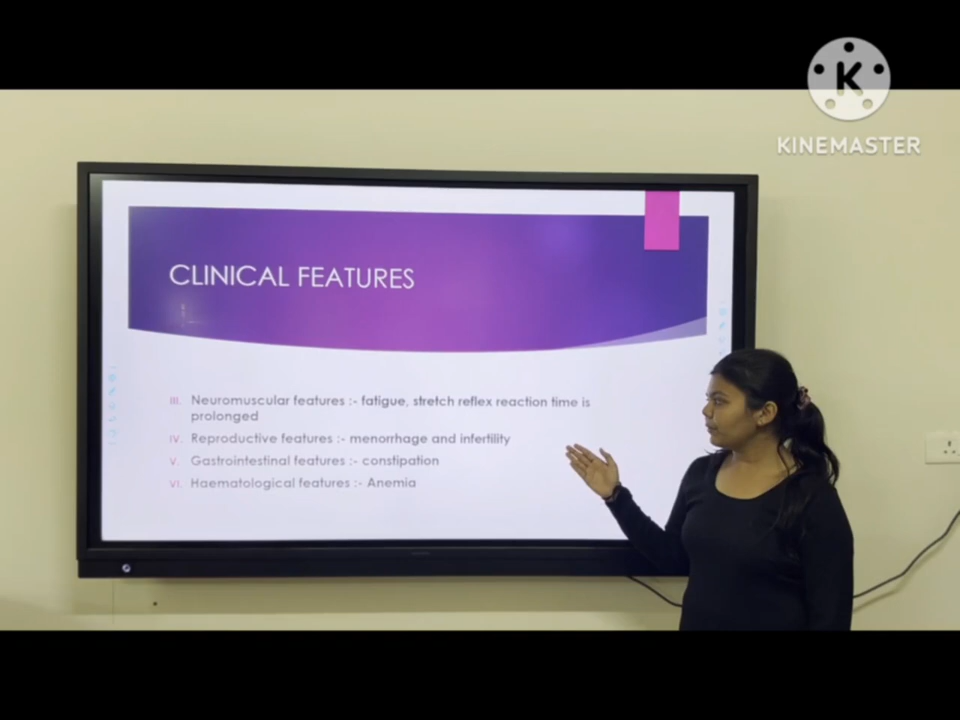 K
KINEMASTER
CLINICAL FEATURES
III. Neuromuscular features :- fatigue, stretch reflex reaction time is
prolonged
IV. Reproductive features :- menorrhage and infertility
V. Gastrointestinal features :- constipation
VI. Haematological features :- Anemia